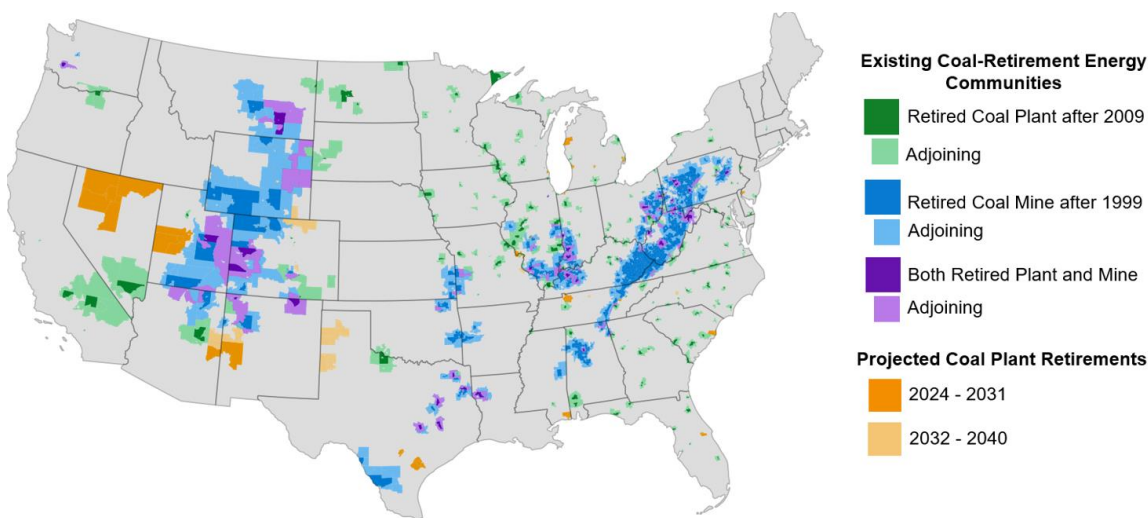 Existing Coal-Retirement Energy
Communities
Retired Coal Plant after 2009
Adjoining
Retired Coal Mine after 1999
Adjoining
Both Retired Plant and Mine
Adjoining
Projected Coal Plant Retirements
2024 - 2031
2032 - 2040